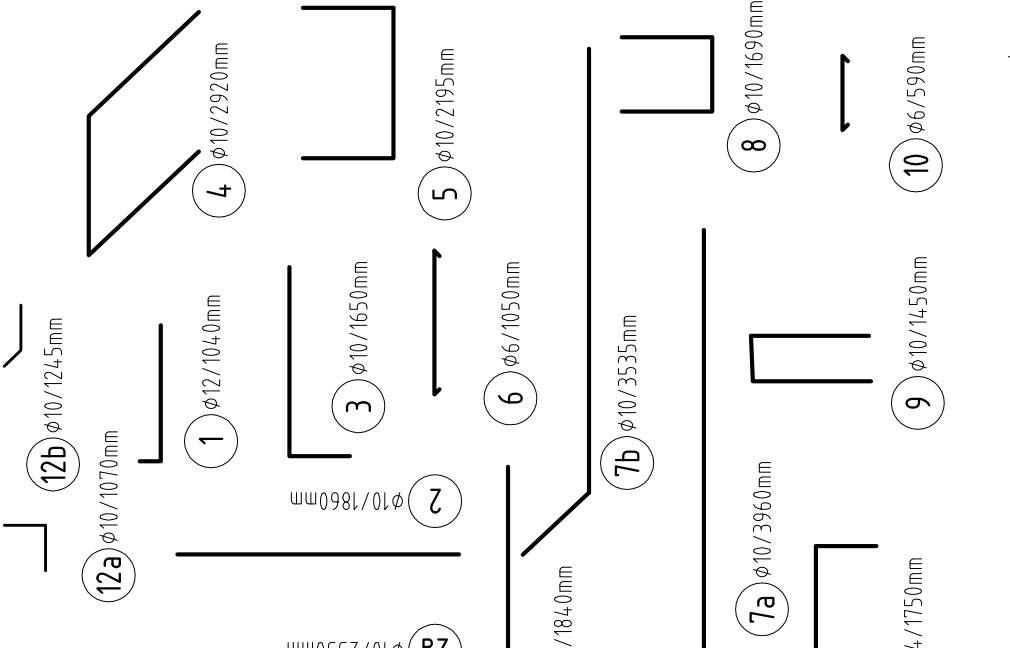 4 ϕ10/2920mm
5 ϕ10/2195mm
8 ϕ10/1690mm
10 ϕ6/590mm
12b ϕ10/1245mm
1 ϕ12/1040mm
3 ϕ10/1650mm
6 ϕ6/1050mm
7b ϕ10/3535mm
9 ϕ10/1450mm
12a ϕ10/1070mm
2 ϕ10/1860mm
7a ϕ10/3960mm
/1840mm
4/1750mm